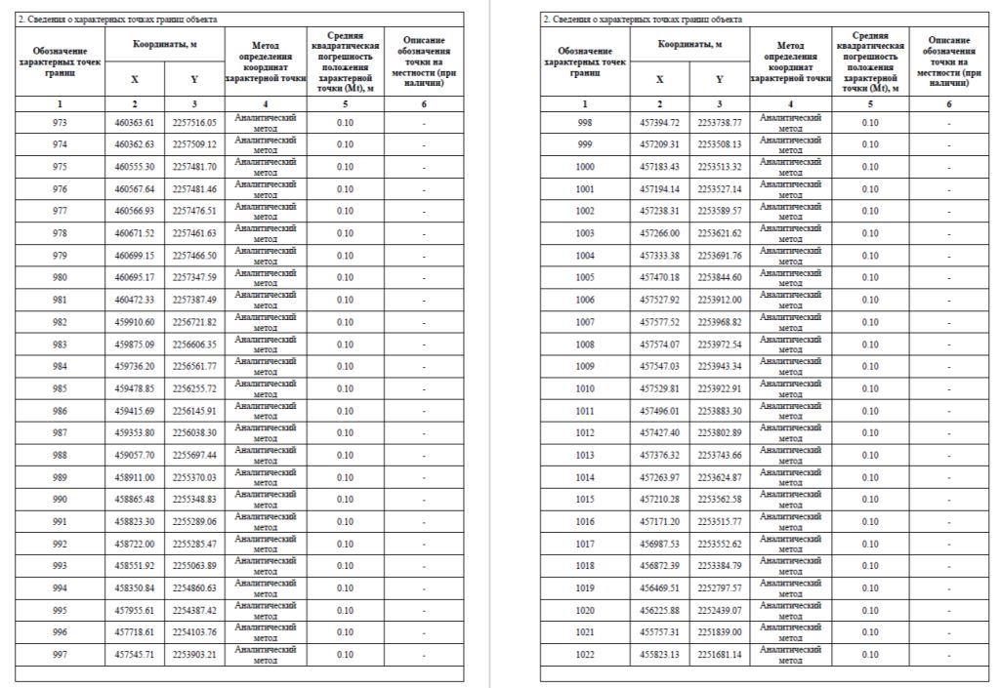 2. Сведения о характерных точках границ объекта
Обозначение характерных точек границ | Координаты, м | Метод определения координат характерной точки | Средняя квадратическая погрешность положения характерной точки (Mt), м | Описание обозначения точки на местности (при наличии)
X | Y
1 | 2 | 3 | 4 | 5 | 6
973 | 460363.61 | 2257516.05 | Аналитический метод | 0.10 | -
974 | 460362.63 | 2257509.12 | Аналитический метод | 0.10 | -
975 | 460555.30 | 2257481.70 | Аналитический метод | 0.10 | -
976 | 460567.64 | 2257481.46 | Аналитический метод | 0.10 | -
977 | 460566.93 | 2257476.51 | Аналитический метод | 0.10 | -
978 | 460671.52 | 2257461.63 | Аналитический метод | 0.10 | -
979 | 460699.15 | 2257466.50 | Аналитический метод | 0.10 | -
980 | 460695.17 | 2257347.59 | Аналитический метод | 0.10 | -
981 | 460472.33 | 2257387.49 | Аналитический метод | 0.10 | -
982 | 459910.60 | 2256721.82 | Аналитический метод | 0.10 | -
983 | 459875.09 | 2256606.35 | Аналитический метод | 0.10 | -
984 | 459736.20 | 2256561.77 | Аналитический метод | 0.10 | -
985 | 459478.85 | 2256255.72 | Аналитический метод | 0.10 | -
986 | 459415.69 | 2256145.91 | Аналитический метод | 0.10 | -
987 | 459353.80 | 2256038.30 | Аналитический метод | 0.10 | -
988 | 459057.70 | 2255697.44 | Аналитический метод | 0.10 | -
989 | 458911.00 | 2255370.03 | Аналитический метод | 0.10 | -
990 | 458865.48 | 2255348.83 | Аналитический метод | 0.10 | -
991 | 458823.30 | 2255289.06 | Аналитический метод | 0.10 | -
992 | 458722.00 | 2255285.47 | Аналитический метод | 0.10 | -
993 | 458551.92 | 2255063.89 | Аналитический метод | 0.10 | -
994 | 458350.84 | 2254860.63 | Аналитический метод | 0.10 | -
995 | 457955.61 | 2254387.42 | Аналитический метод | 0.10 | -
996 | 457718.61 | 2254103.76 | Аналитический метод | 0.10 | -
997 | 457545.71 | 2253903.21 | Аналитический метод | 0.10 | -
2. Сведения о характерных точках границ объекта
Обозначение характерных точек границ | Координаты, м | Метод определения координат характерной точки | Средняя квадратическая погрешность положения характерной точки (Mt), м | Описание обозначения точки на местности (при наличии)
X | Y
1 | 2 | 3 | 4 | 5 | 6
998 | 457394.72 | 2253738.77 | Аналитический метод | 0.10 | -
999 | 457209.31 | 2253508.13 | Аналитический метод | 0.10 | -
1000 | 457183.43 | 2253513.32 | Аналитический метод | 0.10 | -
1001 | 457194.14 | 2253527.14 | Аналитический метод | 0.10 | -
1002 | 457238.31 | 2253589.57 | Аналитический метод | 0.10 | -
1003 | 457266.00 | 2253621.62 | Аналитический метод | 0.10 | -
1004 | 457333.38 | 2253691.76 | Аналитический метод | 0.10 | -
1005 | 457470.18 | 2253844.60 | Аналитический метод | 0.10 | -
1006 | 457527.92 | 2253912.00 | Аналитический метод | 0.10 | -
1007 | 457577.52 | 2253968.82 | Аналитический метод | 0.10 | -
1008 | 457574.07 | 2253972.54 | Аналитический метод | 0.10 | -
1009 | 457547.03 | 2253943.34 | Аналитический метод | 0.10 | -
1010 | 457529.81 | 2253922.91 | Аналитический метод | 0.10 | -
1011 | 457496.01 | 2253883.30 | Аналитический метод | 0.10 | -
1012 | 457427.40 | 2253802.89 | Аналитический метод | 0.10 | -
1013 | 457376.32 | 2253743.66 | Аналитический метод | 0.10 | -
1014 | 457263.97 | 2253624.87 | Аналитический метод | 0.10 | -
1015 | 457210.28 | 2253562.58 | Аналитический метод | 0.10 | -
1016 | 457171.20 | 2253515.77 | Аналитический метод | 0.10 | -
1017 | 456987.53 | 2253552.62 | Аналитический метод | 0.10 | -
1018 | 456872.39 | 2253384.79 | Аналитический метод | 0.10 | -
1019 | 456469.51 | 2252797.57 | Аналитический метод | 0.10 | -
1020 | 456225.88 | 2252439.07 | Аналитический метод | 0.10 | -
1021 | 455757.31 | 2251839.00 | Аналитический метод | 0.10 | -
1022 | 455823.13 | 2251681.14 | Аналитический метод | 0.10 | -